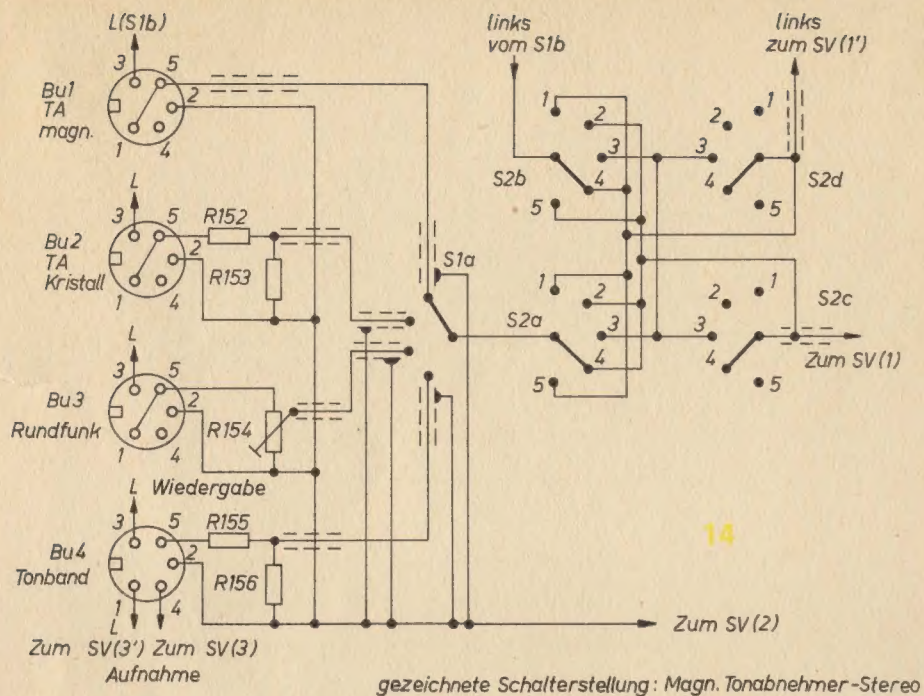 L(S1b)
3 5
2
1 4
Bu1
TA
magn.
L
3 5
2
1 4
Bu2
TA
Kristall
R152
R153
L
3 5
2
1 4
Bu3
Rundfunk
R154
L Wiedergabe
3 5
2
1 4
Bu4
Tonband
R155
R156
L
Zum SV(3') Zum SV(3)
Aufnahme
S1a
links
vom S1b
links
zum SV(1')
1
2
3
4
5
S2b
1
2
3
4
5
S2d
1
2
3
4
5
S2a
1
2
3
4
5
S2c
Zum SV(1)
14
Zum SV(2)
gezeichnete Schalterstellung: Magn. Tonabnehmer-Stereo